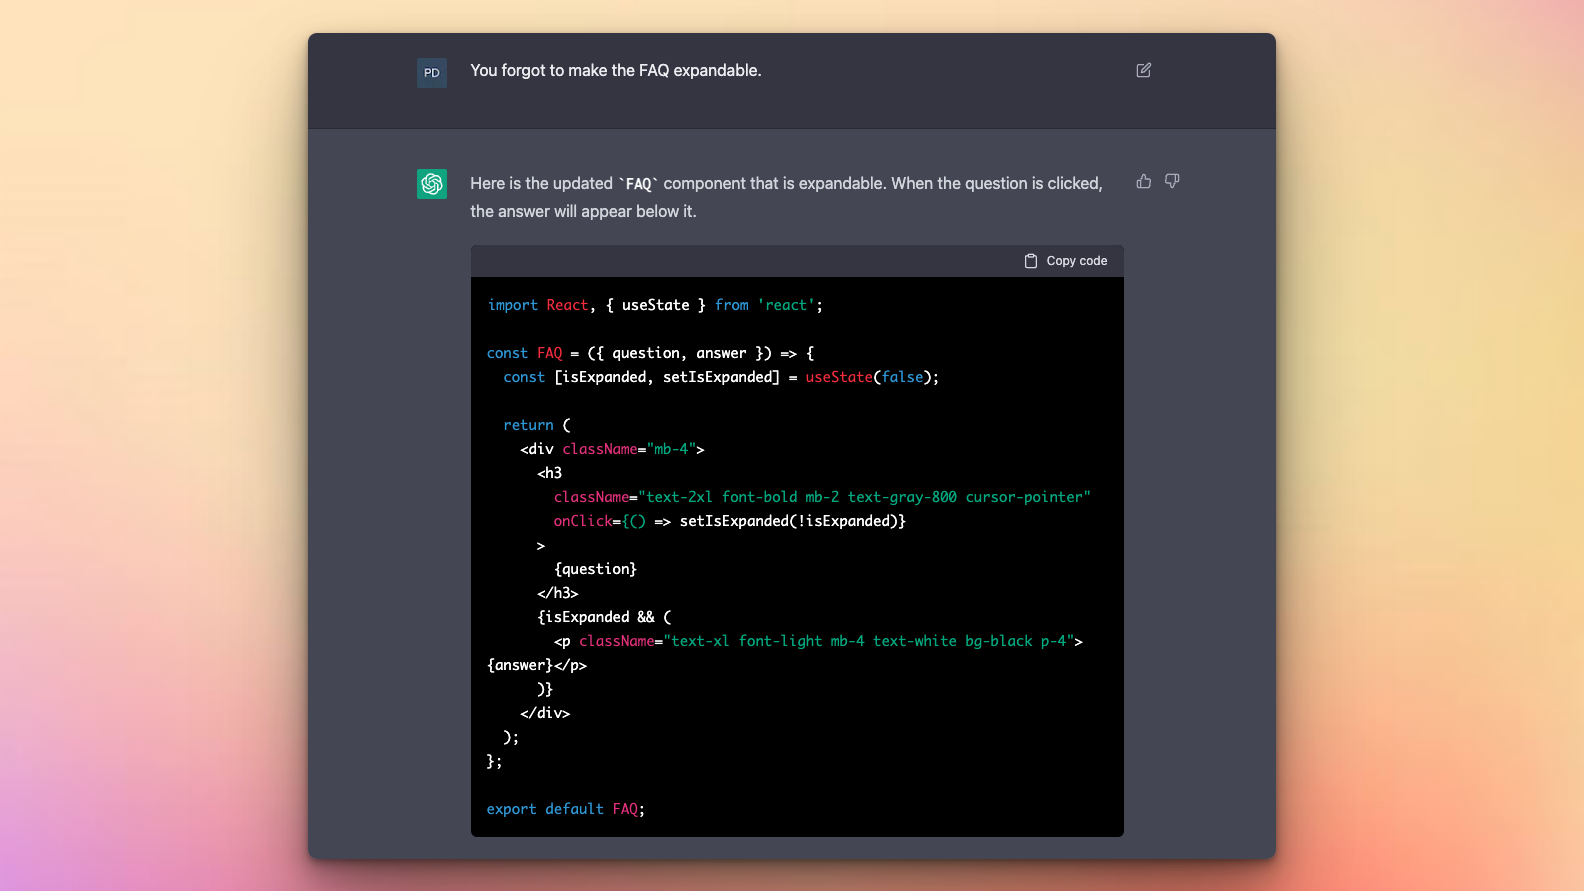 PD
You forgot to make the FAQ expandable.
Here is the updated `FAQ` component that is expandable. When the question is clicked,
the answer will appear below it.
Copy code
import React, { useState } from 'react';
const FAQ = ({ question, answer }) => {
  const [isExpanded, setIsExpanded] = useState(false);
  return (
    <div className="mb-4">
      <h3
        className="text-2xl font-bold mb-2 text-gray-800 cursor-pointer"
        onClick={() => setIsExpanded(!isExpanded)}
      >
        {question}
      </h3>
      {isExpanded && (
        <p className="text-xl font-light mb-4 text-white bg-black p-4">
{answer}</p>
      )}
    </div>
  );
};
export default FAQ;